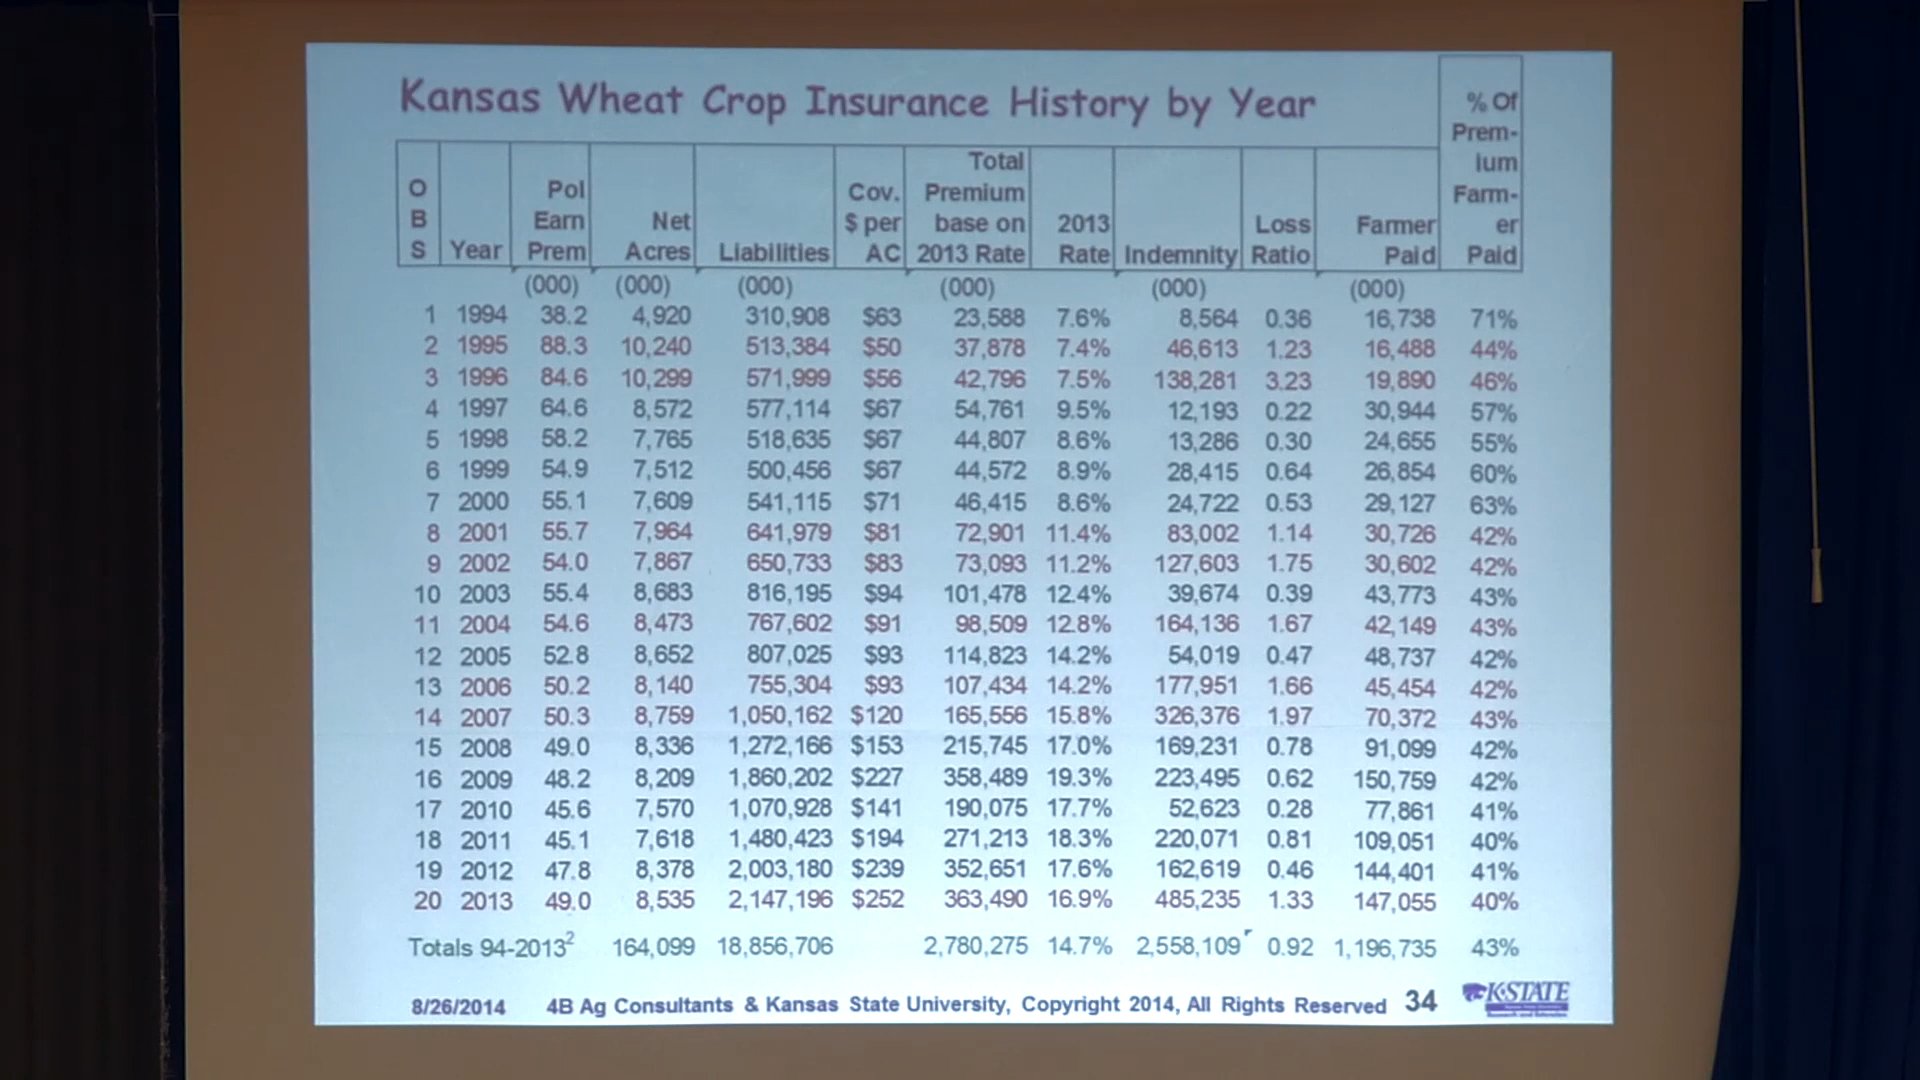 Kansas Wheat Crop Insurance History by Year
OBS Year Pol Earn Prem Net Acres Liabilities Cov. $ per AC Total Premium base on 2013 Rate 2013 Rate Indemnity Loss Ratio Farmer Paid % Of Prem-ium Farm-er Paid
(000) (000) (000) (000) (000) (000)
1 1994 38.2 4,920 310,908 $63 23,588 7.6% 8,564 0.36 16,738 71%
2 1995 88.3 10,240 513,384 $50 37,878 7.4% 46,613 1.23 16,488 44%
3 1996 84.6 10,299 571,999 $56 42,796 7.5% 138,281 3.23 19,890 46%
4 1997 64.6 8,572 577,114 $67 54,761 9.5% 12,193 0.22 30,944 57%
5 1998 58.2 7,765 518,635 $67 44,807 8.6% 13,286 0.30 24,655 55%
6 1999 54.9 7,512 500,456 $67 44,572 8.9% 28,415 0.64 26,854 60%
7 2000 55.1 7,609 541,115 $71 46,415 8.6% 24,722 0.53 29,127 63%
8 2001 55.7 7,964 641,979 $81 72,901 11.4% 83,002 1.14 30,726 42%
9 2002 54.0 7,867 650,733 $83 73,093 11.2% 127,603 1.75 30,602 42%
10 2003 55.4 8,683 816,195 $94 101,478 12.4% 39,674 0.39 43,773 43%
11 2004 54.6 8,473 767,602 $91 98,509 12.8% 164,136 1.67 42,149 43%
12 2005 52.8 8,652 807,025 $93 114,823 14.2% 54,019 0.47 48,737 42%
13 2006 50.2 8,140 755,304 $93 107,434 14.2% 177,951 1.66 45,454 42%
14 2007 50.3 8,759 1,050,162 $120 165,556 15.8% 326,376 1.97 70,372 43%
15 2008 49.0 8,336 1,272,166 $153 215,745 17.0% 169,231 0.78 91,099 42%
16 2009 48.2 8,209 1,860,202 $227 358,489 19.3% 223,495 0.62 150,759 42%
17 2010 45.6 7,570 1,070,928 $141 190,075 17.7% 52,623 0.28 77,861 41%
18 2011 45.1 7,618 1,480,423 $194 271,213 18.3% 220,071 0.81 109,051 40%
19 2012 47.8 8,378 2,003,180 $239 352,651 17.6% 162,619 0.46 144,401 41%
20 2013 49.0 8,535 2,147,196 $252 363,490 16.9% 485,235 1.33 147,055 40%
Totals 94-2013² 164,099 18,856,706 2,780,275 14.7% 2,558,109 0.92 1,196,735 43%
8/26/2014 4B Ag Consultants & Kansas State University, Copyright 2014, All Rights Reserved 34 K-STATE